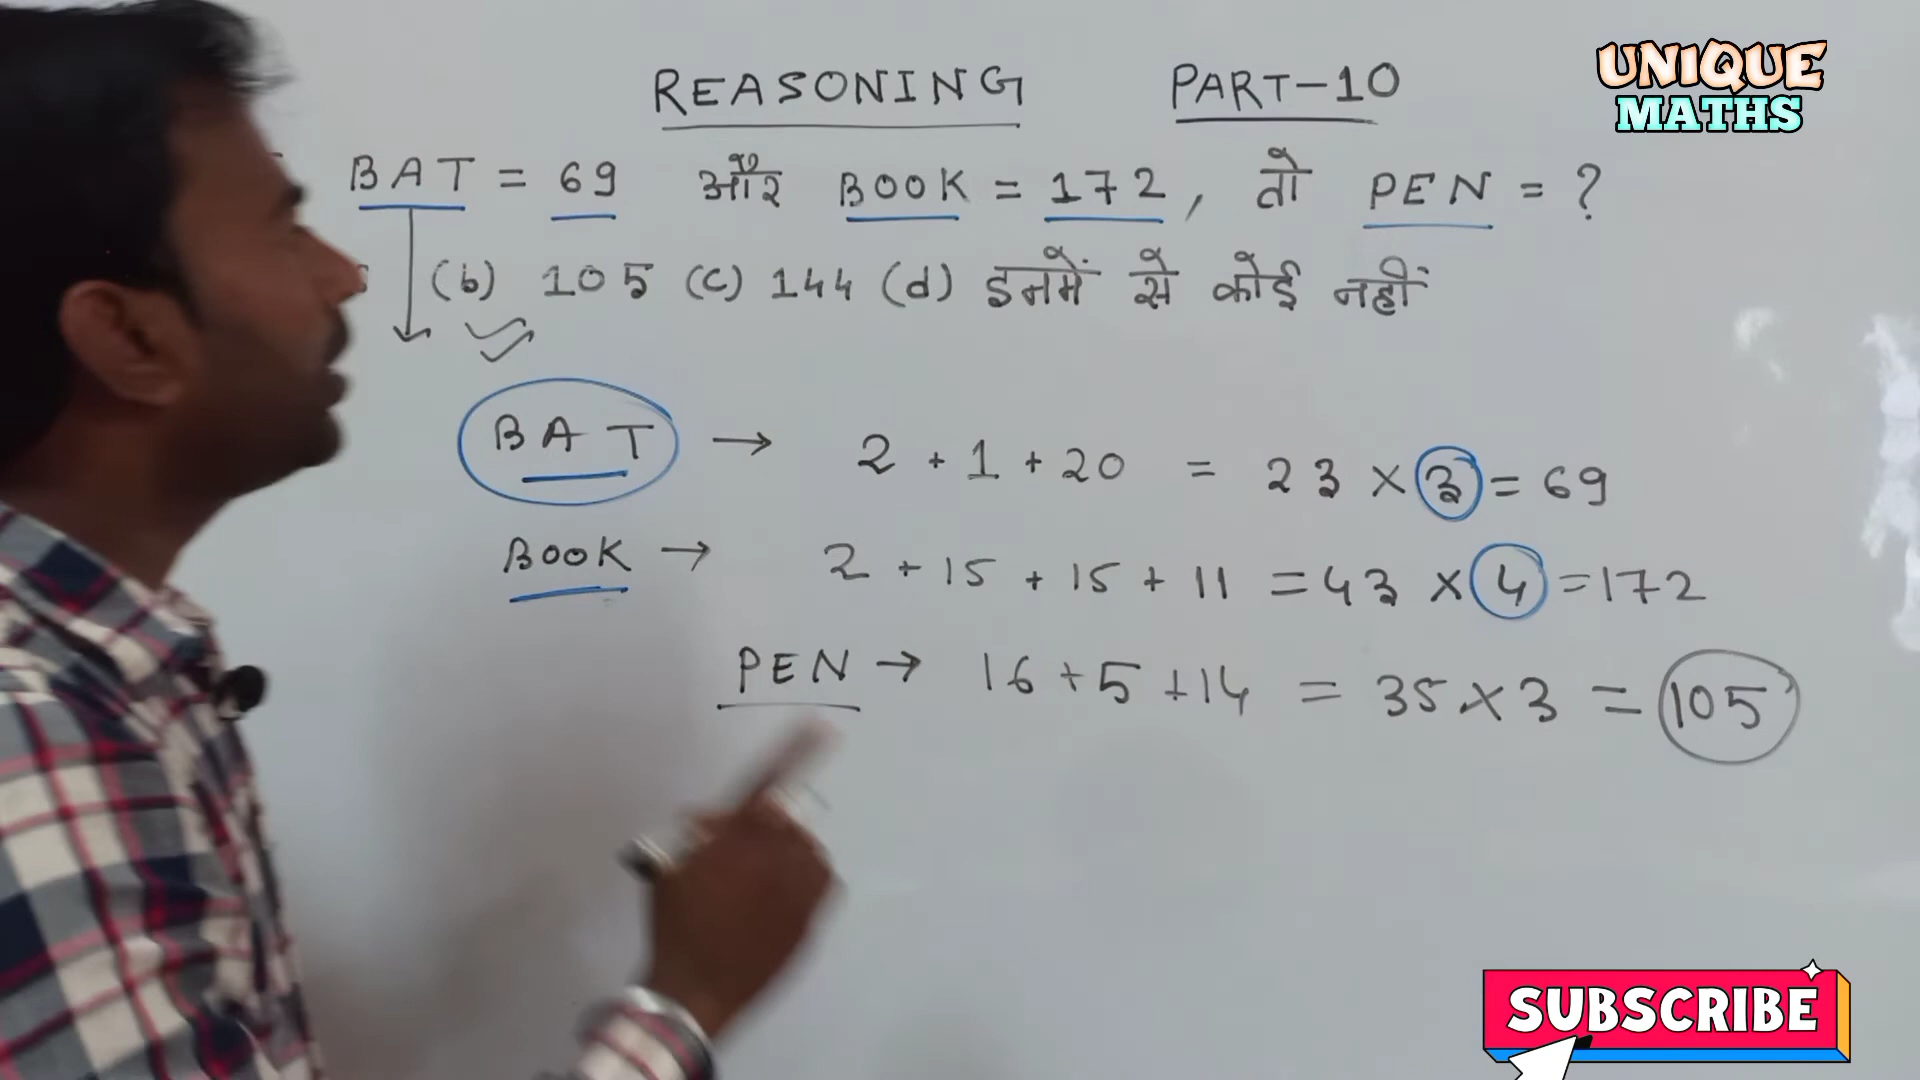 REASONING PART-10
UNIQUE
MATHS
BAT = 69 और BOOK = 172, तो PEN = ?
(b) 105 (c) 144 (d) इनमें से कोई नहीं
BAT → 2 + 1 + 20 = 23 × 3 = 69
BOOK → 2 + 15 + 15 + 11 = 43 × 4 = 172
PEN → 16 + 5 + 14 = 35 × 3 = 105
SUBSCRIBE